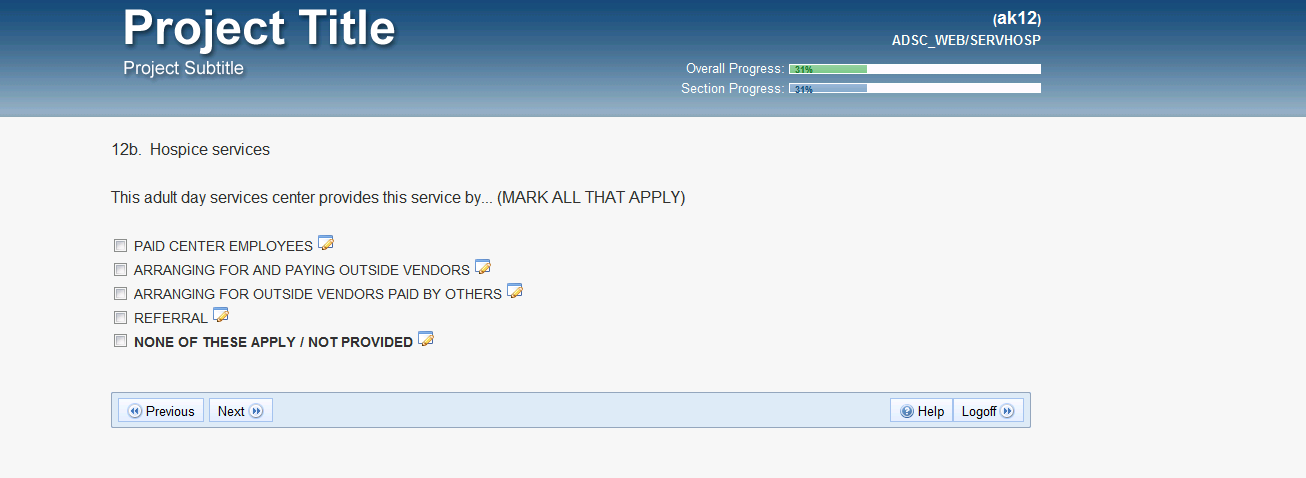 Project Title
Project Subtitle
(ak12)
ADSC_WEB/SERVHOSP
Overall Progress: 31%
Section Progress: 31%
12b.  Hospice services
This adult day services center provides this service by... (MARK ALL THAT APPLY)
PAID CENTER EMPLOYEES
ARRANGING FOR AND PAYING OUTSIDE VENDORS
ARRANGING FOR OUTSIDE VENDORS PAID BY OTHERS
REFERRAL
NONE OF THESE APPLY / NOT PROVIDED
Previous Next Help Logoff